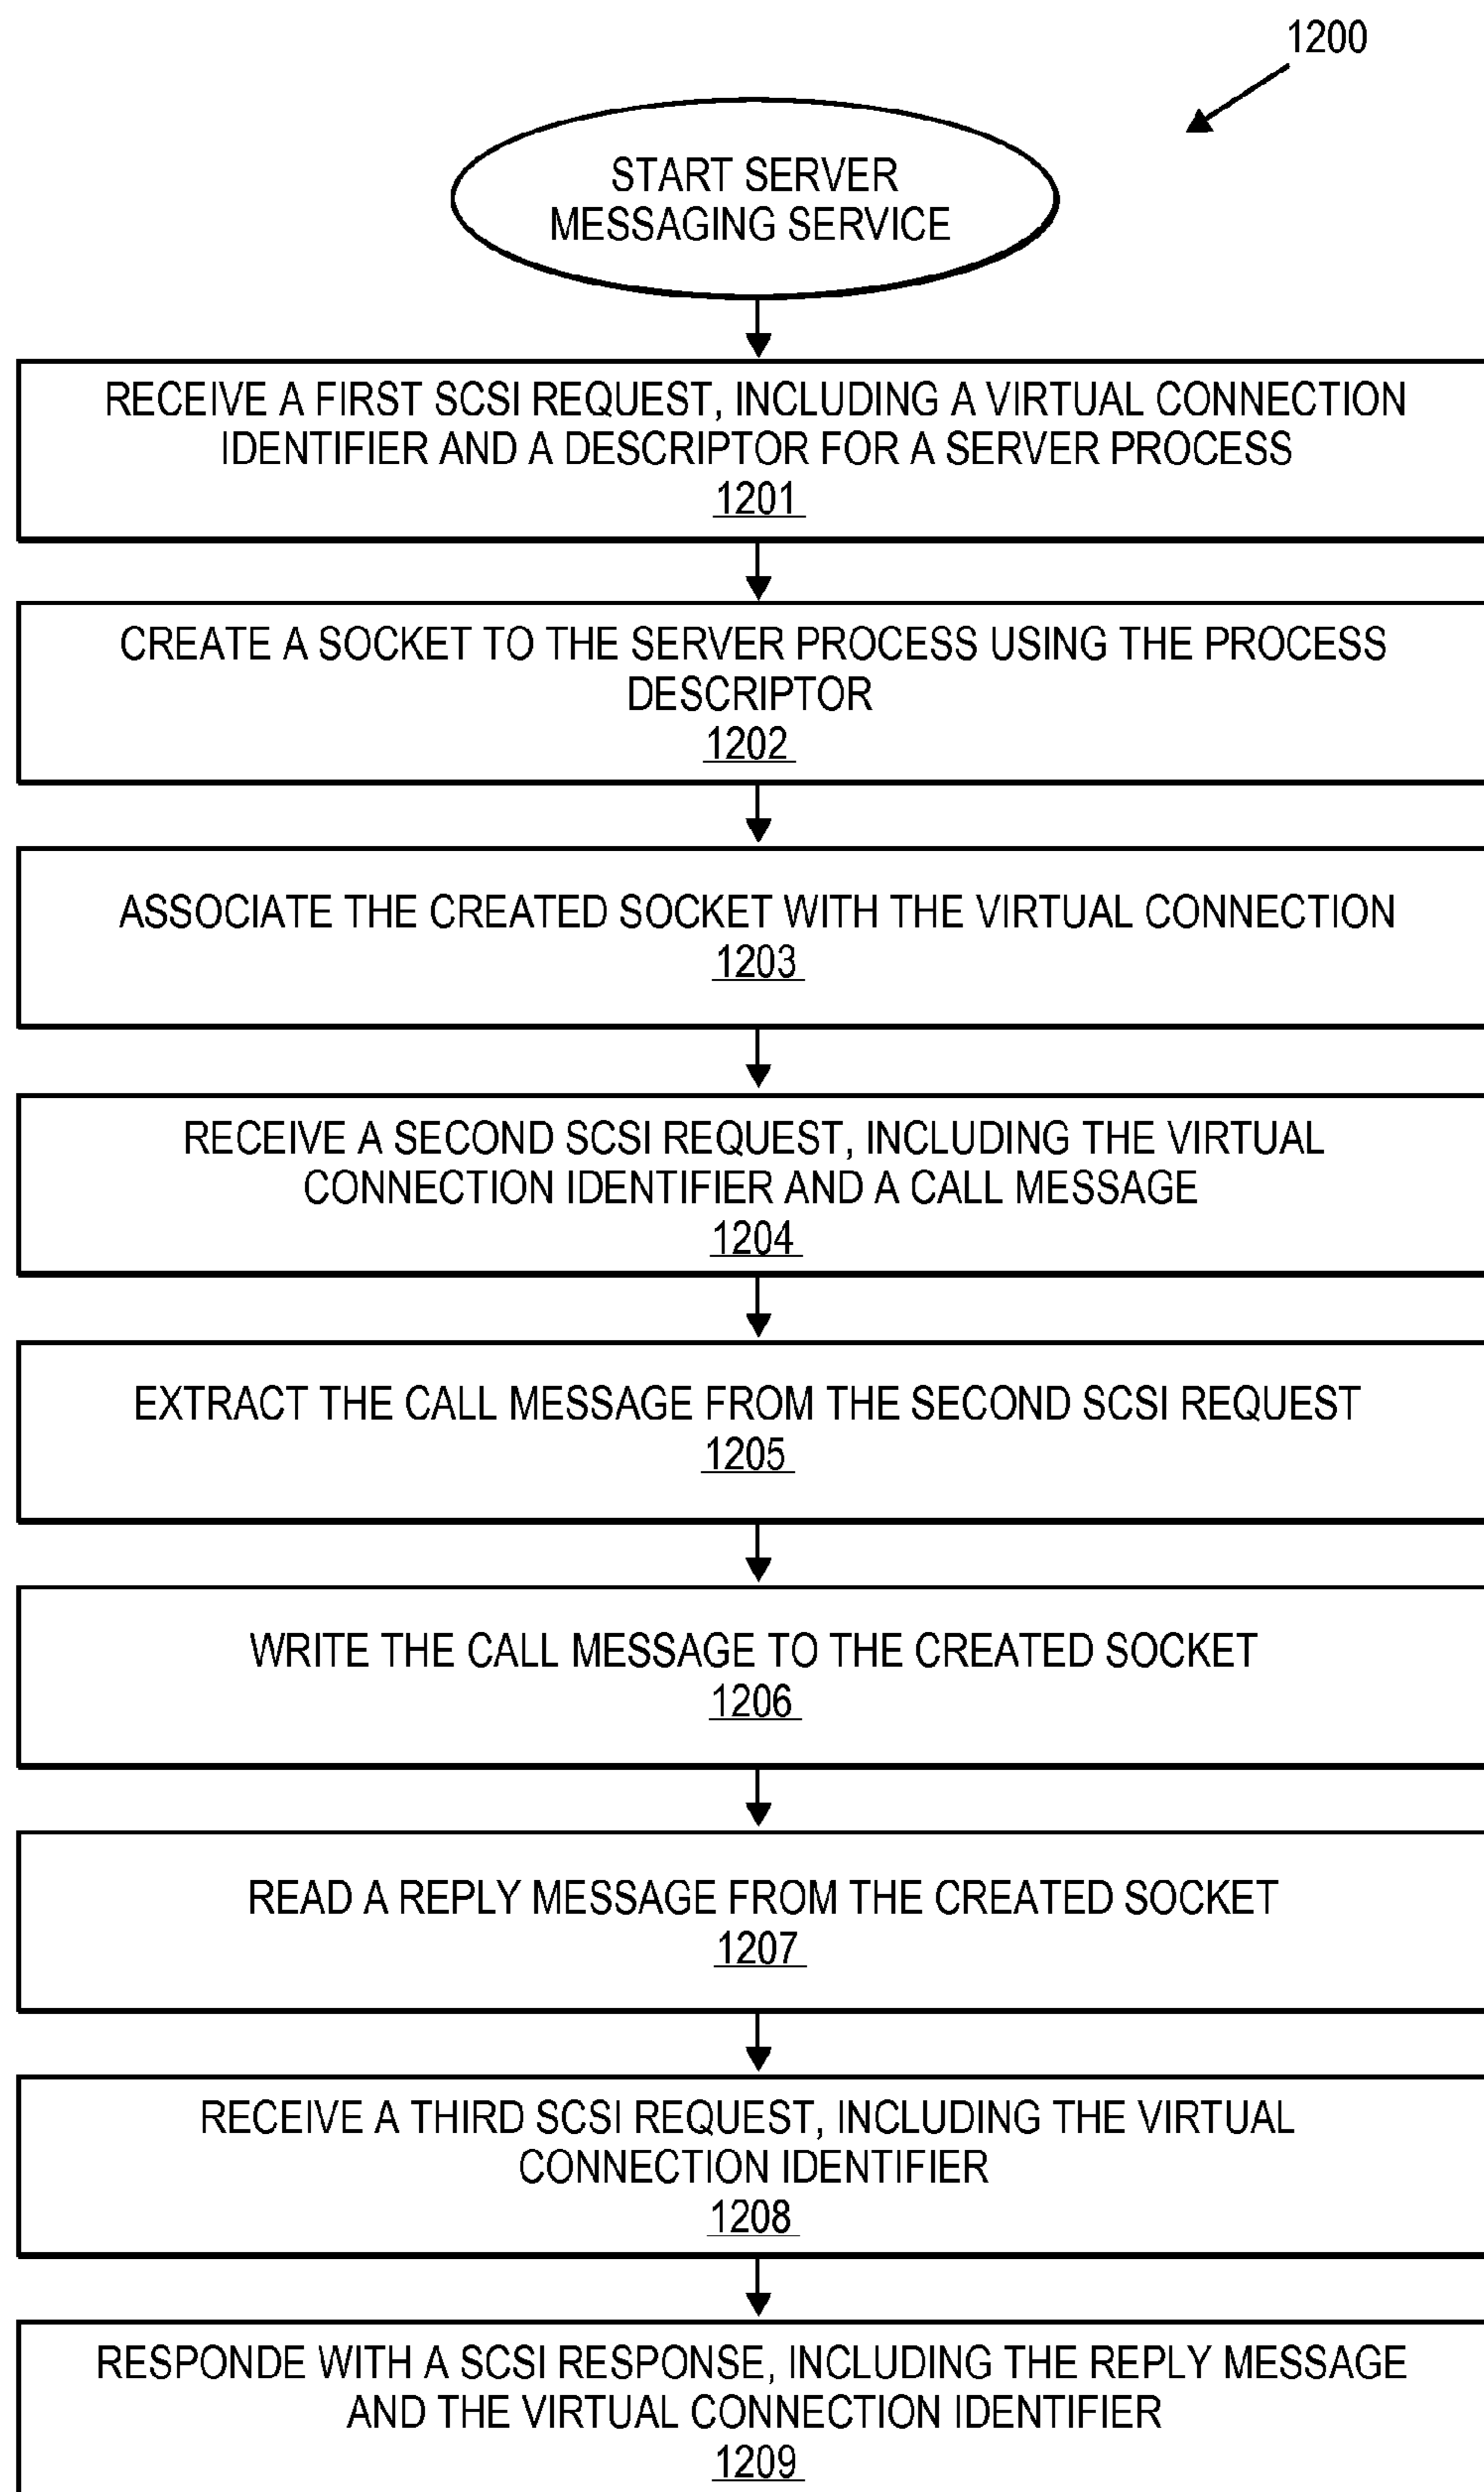 1200
START SERVER
MESSAGING SERVICE
RECEIVE A FIRST SCSI REQUEST, INCLUDING A VIRTUAL CONNECTION
IDENTIFIER AND A DESCRIPTOR FOR A SERVER PROCESS
1201
CREATE A SOCKET TO THE SERVER PROCESS USING THE PROCESS
DESCRIPTOR
1202
ASSOCIATE THE CREATED SOCKET WITH THE VIRTUAL CONNECTION
1203
RECEIVE A SECOND SCSI REQUEST, INCLUDING THE VIRTUAL
CONNECTION IDENTIFIER AND A CALL MESSAGE
1204
EXTRACT THE CALL MESSAGE FROM THE SECOND SCSI REQUEST
1205
WRITE THE CALL MESSAGE TO THE CREATED SOCKET
1206
READ A REPLY MESSAGE FROM THE CREATED SOCKET
1207
RECEIVE A THIRD SCSI REQUEST, INCLUDING THE VIRTUAL
CONNECTION IDENTIFIER
1208
RESPONDE WITH A SCSI RESPONSE, INCLUDING THE REPLY MESSAGE
AND THE VIRTUAL CONNECTION IDENTIFIER
1209